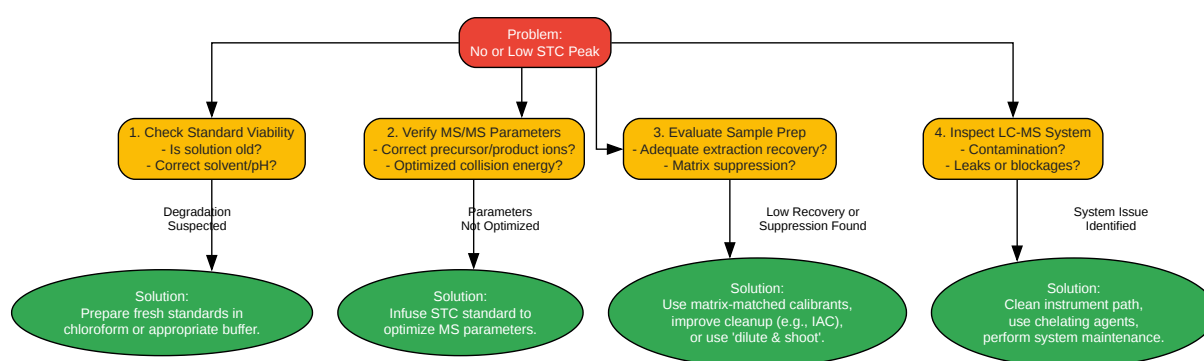 Problem:
No or Low STC Peak
1. Check Standard Viability
- Is solution old?
- Correct solvent/pH?
2. Verify MS/MS Parameters
- Correct precursor/product ions?
- Optimized collision energy?
3. Evaluate Sample Prep
- Adequate extraction recovery?
- Matrix suppression?
4. Inspect LC-MS System
- Contamination?
- Leaks or blockages?
Degradation
Suspected
Parameters
Not Optimized
Low Recovery or
Suppression Found
System Issue
Identified
Solution:
Prepare fresh standards in
chloroform or appropriate buffer.
Solution:
Infuse STC standard to
optimize MS parameters.
Solution:
Use matrix-matched calibrants,
improve cleanup (e.g., IAC),
or use 'dilute & shoot'.
Solution:
Clean instrument path,
use chelating agents,
perform system maintenance.